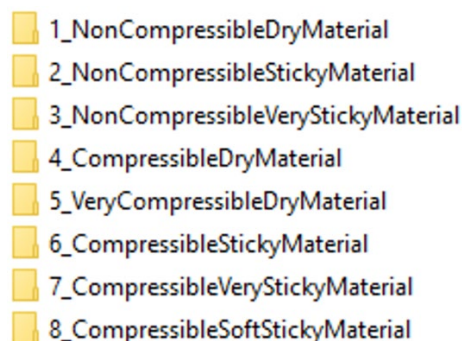 1_NonCompressibleDryMaterial
2_NonCompressibleStickyMaterial
3_NonCompressibleVeryStickyMaterial
4_CompressibleDryMaterial
5_VeryCompressibleDryMaterial
6_CompressibleStickyMaterial
7_CompressibleVeryStickyMaterial
8_CompressibleSoftStickyMaterial